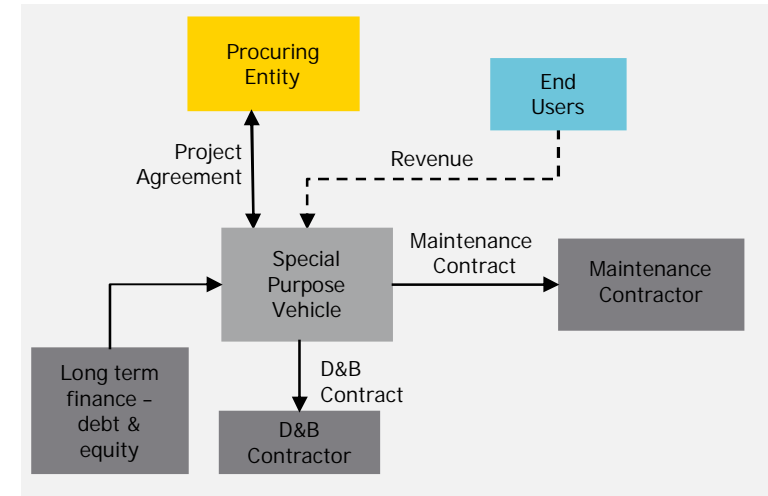 Procuring
Entity
End
Users
Project
Agreement
Revenue
Special
Purpose
Vehicle
Maintenance
Contract
Maintenance
Contractor
Long term
finance –
debt &
equity
D&B
Contract
D&B
Contractor